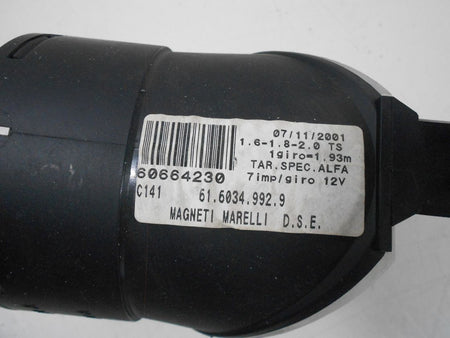 07/11/2001
1.6-1.8-2.0 TS
1giro=1.93m
TAR.SPEC.ALFA
60664230 7imp/giro 12V
C141 61.6034.992.9
MAGNETI MARELLI D.S.E.